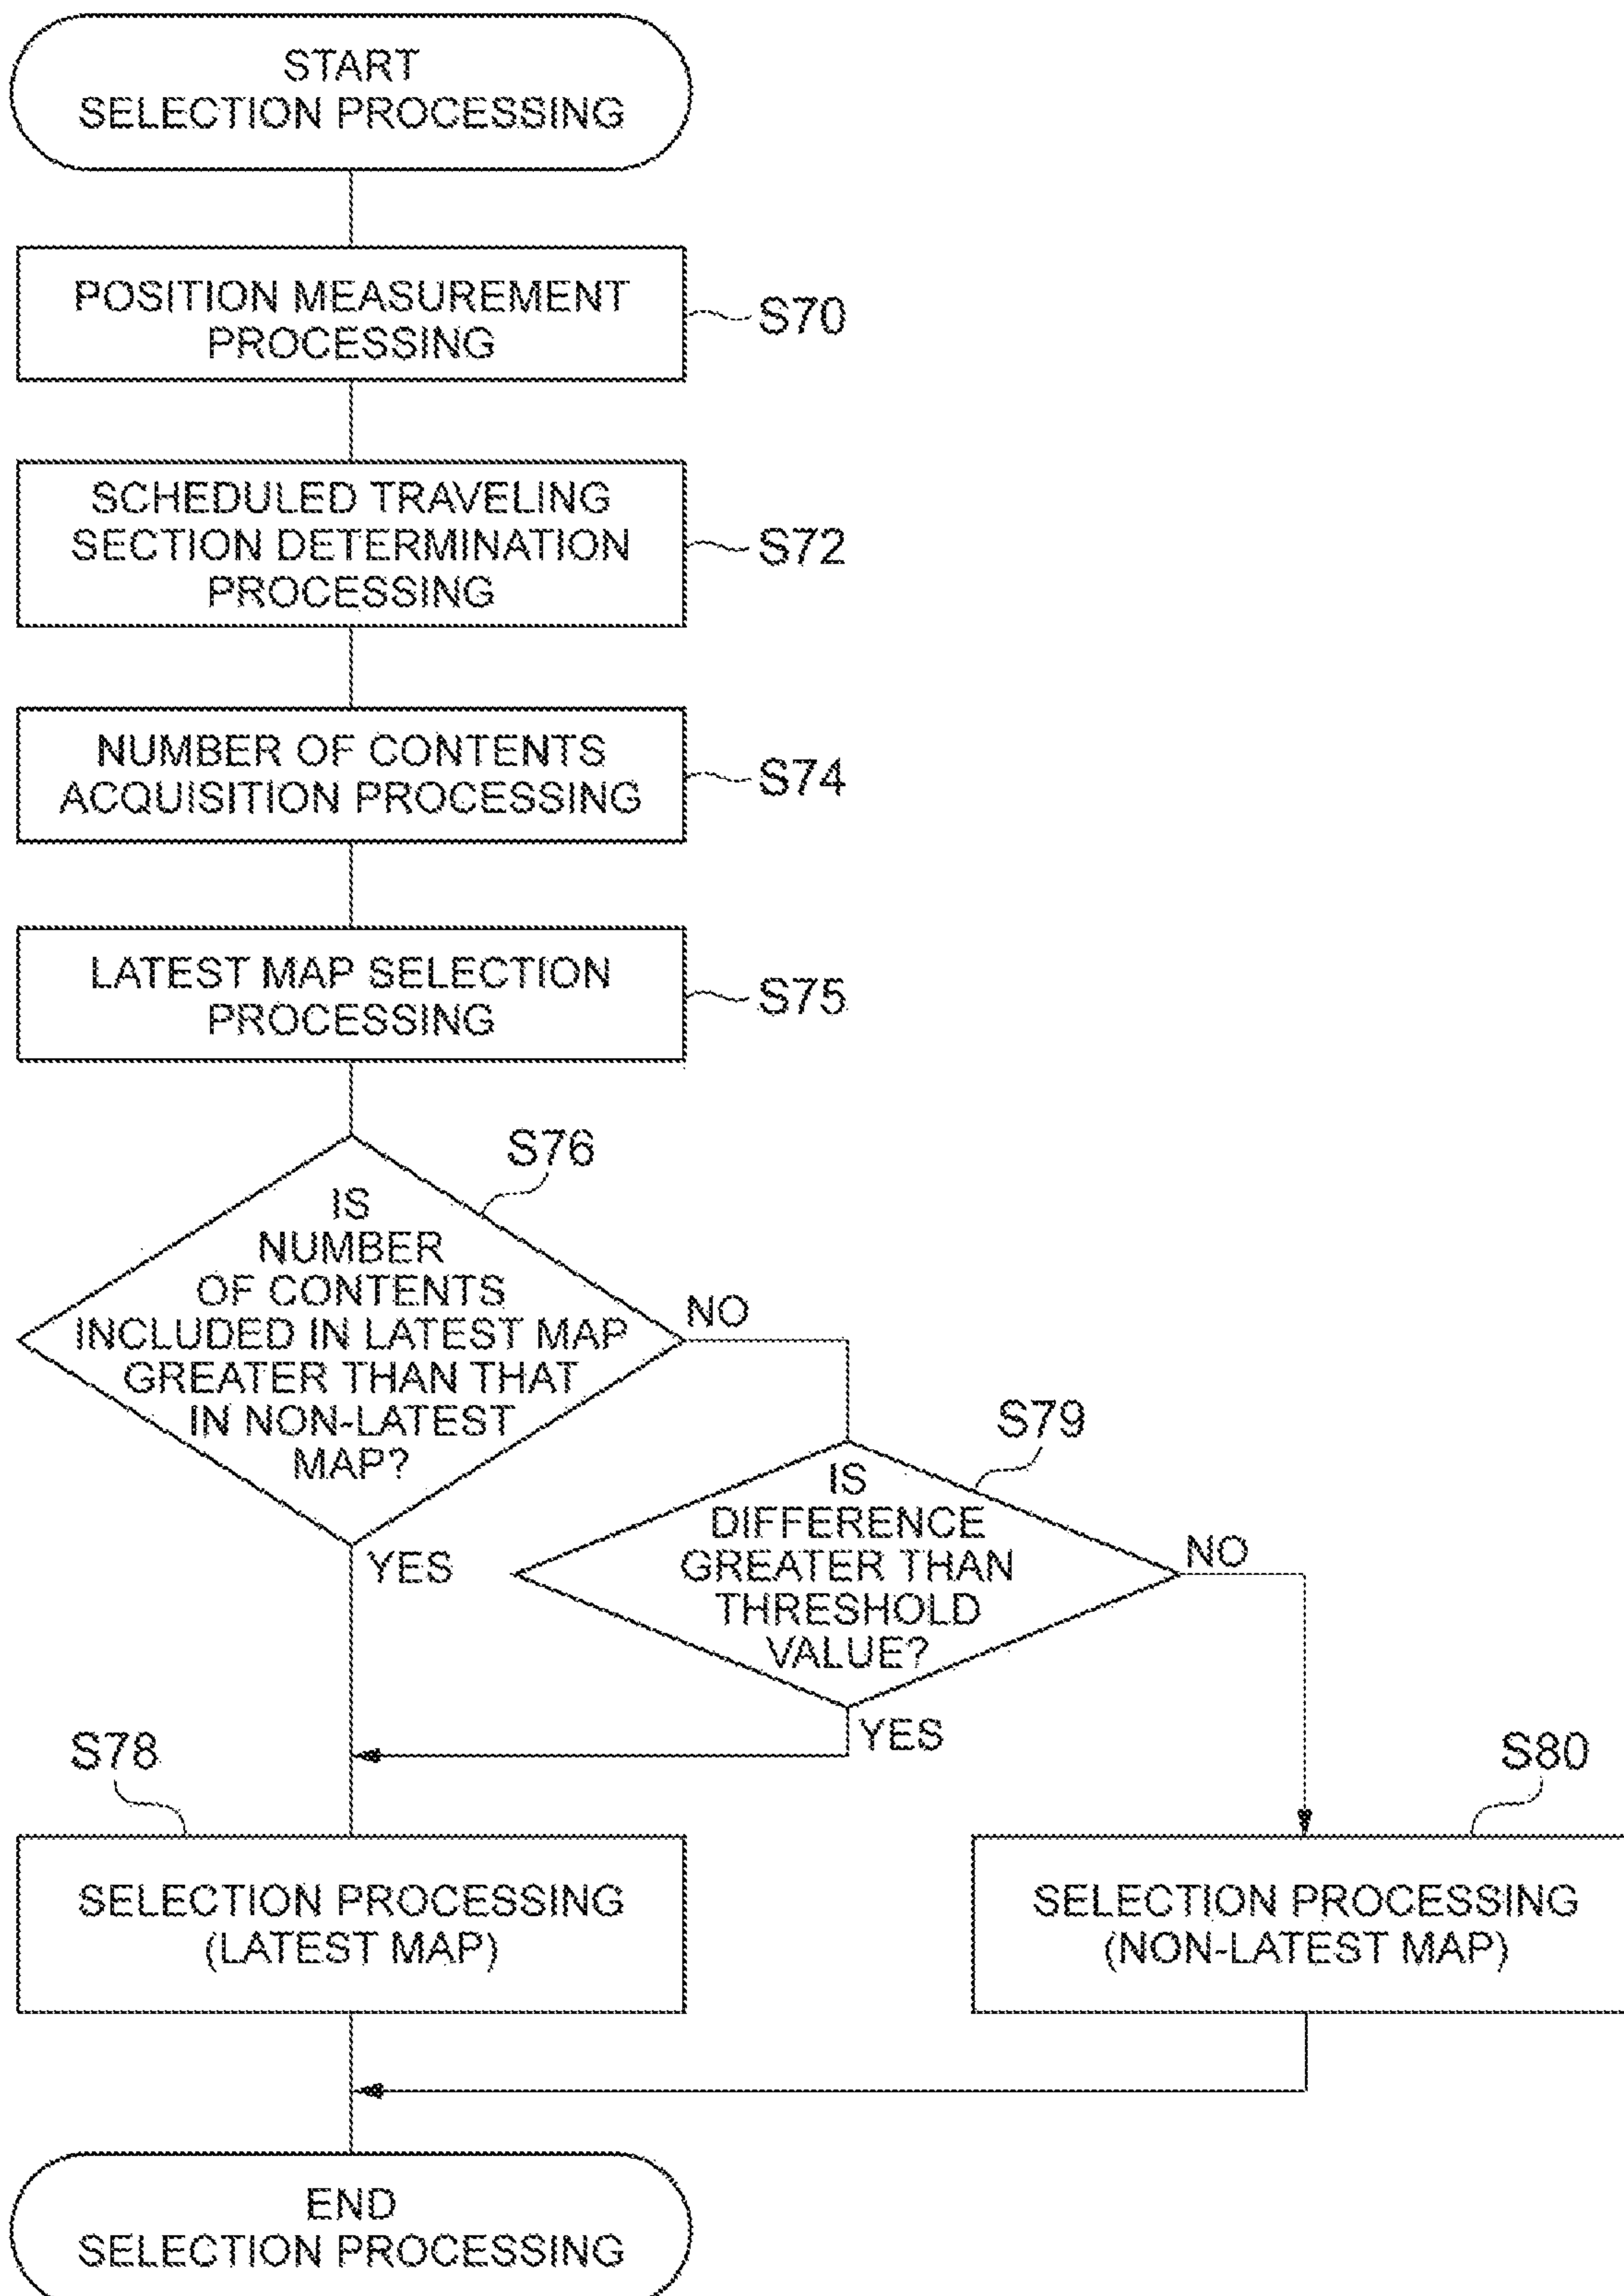 START
SELECTION PROCESSING
POSITION MEASUREMENT
PROCESSING
S70
SCHEDULED TRAVELING
SECTION DETERMINATION
PROCESSING
S72
NUMBER OF CONTENTS
ACQUISITION PROCESSING
S74
LATEST MAP SELECTION
PROCESSING
S75
S76
IS
NUMBER
OF CONTENTS
INCLUDED IN LATEST MAP
GREATER THAN THAT
IN NON-LATEST
MAP?
NO
YES
S79
IS
DIFFERENCE
GREATER THAN
THRESHOLD
VALUE?
NO
YES
S78
SELECTION PROCESSING
(LATEST MAP)
S80
SELECTION PROCESSING
(NON-LATEST MAP)
END
SELECTION PROCESSING